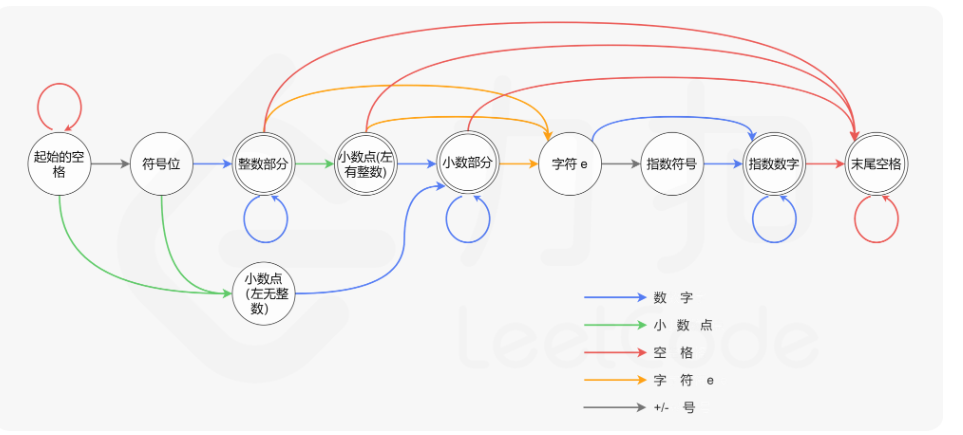 起始的空
格
符号位
整数部分
小数点(左
有整数)
小数部分
字符 e
指数符号
指数数字
末尾空格
小数点
(左无整
数)
数 字
小 数 点
空 格
字 符 e
+/- 号
力扣
LeetCode